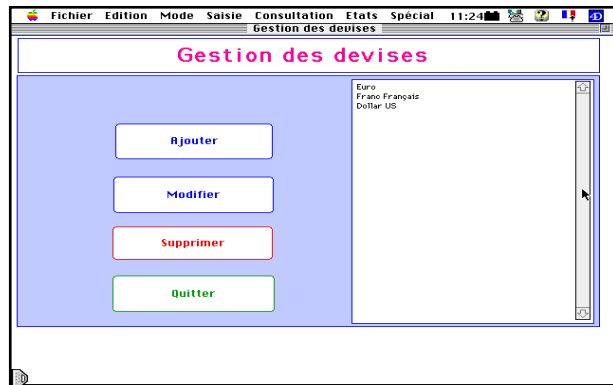 Fichier Edition Mode Saisie Consultation Etats Spécial 11:24
Gestion des devises
Gestion des devises
Euro
Franc Français
Dollar US
Ajouter
Modifier
Supprimer
Quitter